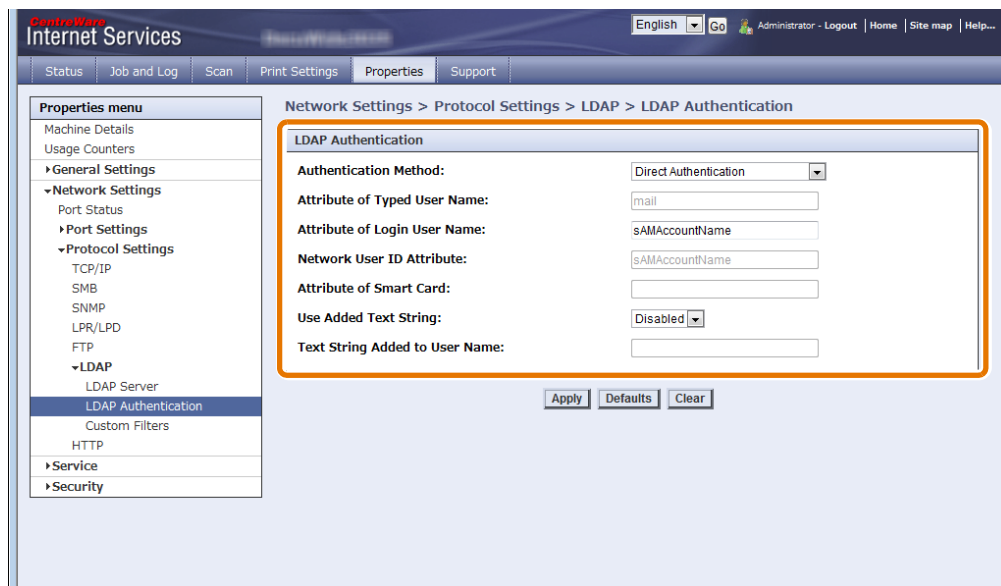 CentreWare
Internet Services
English Go Administrator - Logout | Home | Site map | Help...
Status Job and Log Scan Print Settings Properties Support
Properties menu
Machine Details
Usage Counters
General Settings
Network Settings
Port Status
Port Settings
Protocol Settings
TCP/IP
SMB
SNMP
LPR/LPD
FTP
LDAP
LDAP Server
LDAP Authentication
Custom Filters
HTTP
Service
Security
Network Settings > Protocol Settings > LDAP > LDAP Authentication
LDAP Authentication
Authentication Method: Direct Authentication
Attribute of Typed User Name: mail
Attribute of Login User Name: sAMAccountName
Network User ID Attribute: sAMAccountName
Attribute of Smart Card:
Use Added Text String: Disabled
Text String Added to User Name:
Apply Defaults Clear